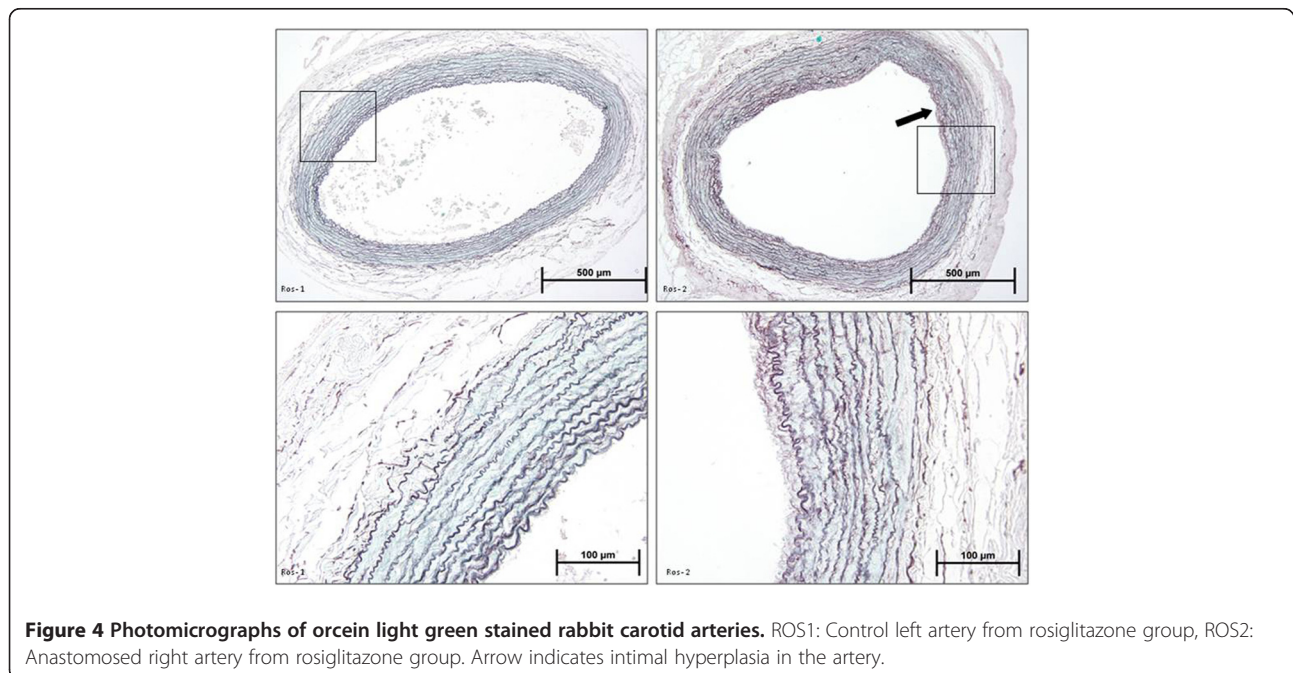 500 µm
Ros-1
500 µm
Ros-2
100 µm
Ros-1
100 µm
Ros-2
Figure 4 Photomicrographs of orcein light green stained rabbit carotid arteries. ROS1: Control left artery from rosiglitazone group, ROS2:
Anastomosed right artery from rosiglitazone group. Arrow indicates intimal hyperplasia in the artery.